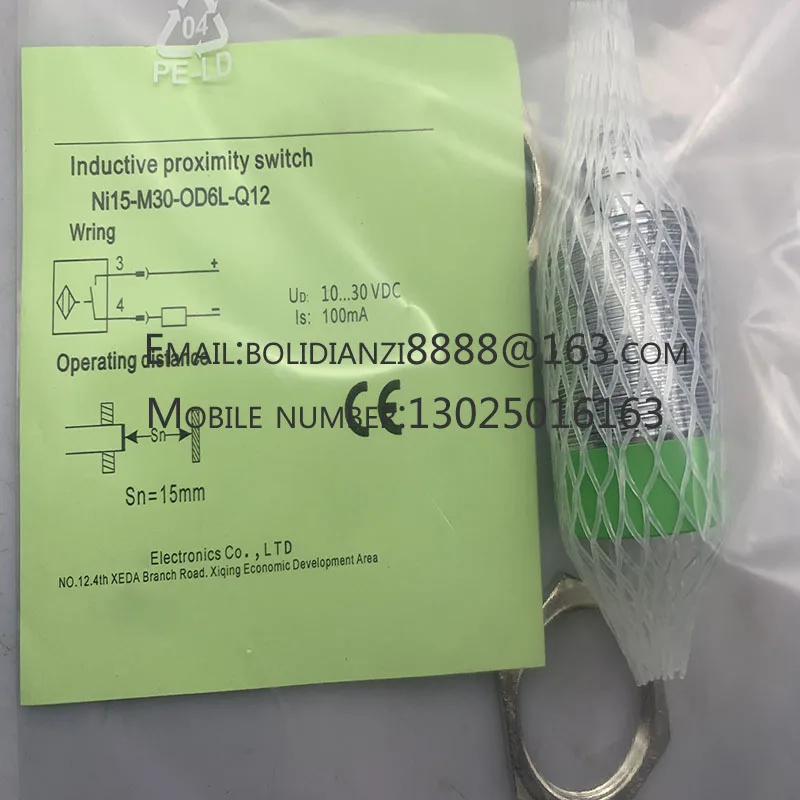 04
PE-LD
Inductive proximity switch
Ni15-M30-OD6L-Q12
Wring
3 +
4 -
UD: 10...30 VDC
Is: 100mA
Operating distance
EMAIL:BOLIDIANZI8888@163.COM
MOBILE NUMBER:13025016163
CE
Sn
Sn=15mm
Electronics Co.,LTD
NO.12.4th XEDA Branch Road. Xiqing Economic Development Area